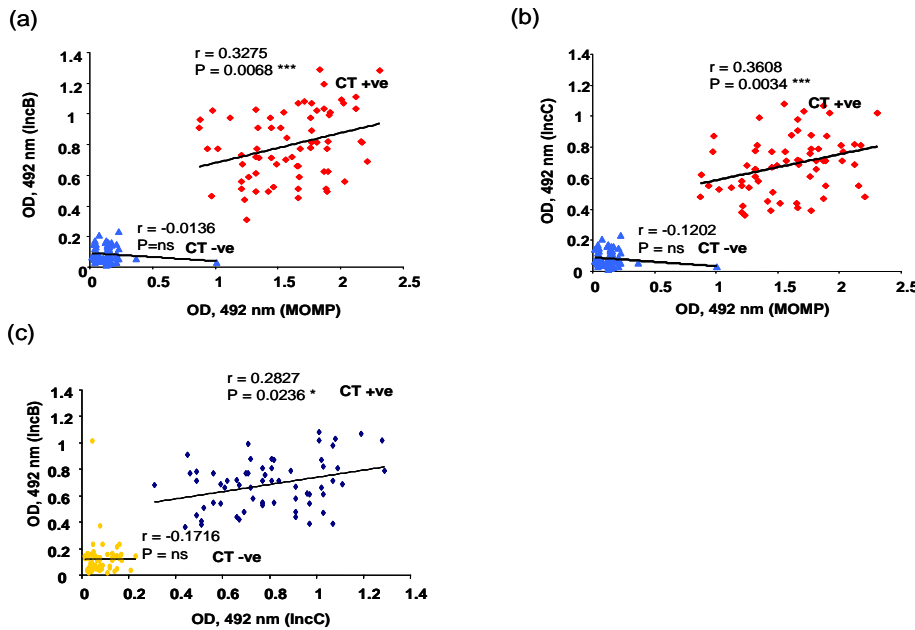 (a)
1.4
1.2
1
0.8
0.6
0.4
0.2
0
OD, 492 nm (IncB)
r = 0.3275
P = 0.0068 ***
CT +ve
r = -0.0136
P=ns CT -ve
0 0.5 1 1.5 2 2.5
OD, 492 nm (MOMP)
(b)
1.4
1.2
1
0.8
0.6
0.4
0.2
0
OD, 492 nm (IncC)
r = 0.3608
P = 0.0034 ***
CT +ve
r = -0.1202
P = ns CT -ve
0 0.5 1 1.5 2 2.5
OD, 492 nm (MOMP)
(c)
1.4
1.2
1
0.8
0.6
0.4
0.2
0
OD, 492 nm (IncB)
r = 0.2827
P = 0.0236 *
CT +ve
r = -0.1716
P = ns CT -ve
0 0.2 0.4 0.6 0.8 1 1.2 1.4
OD, 492 nm (IncC)